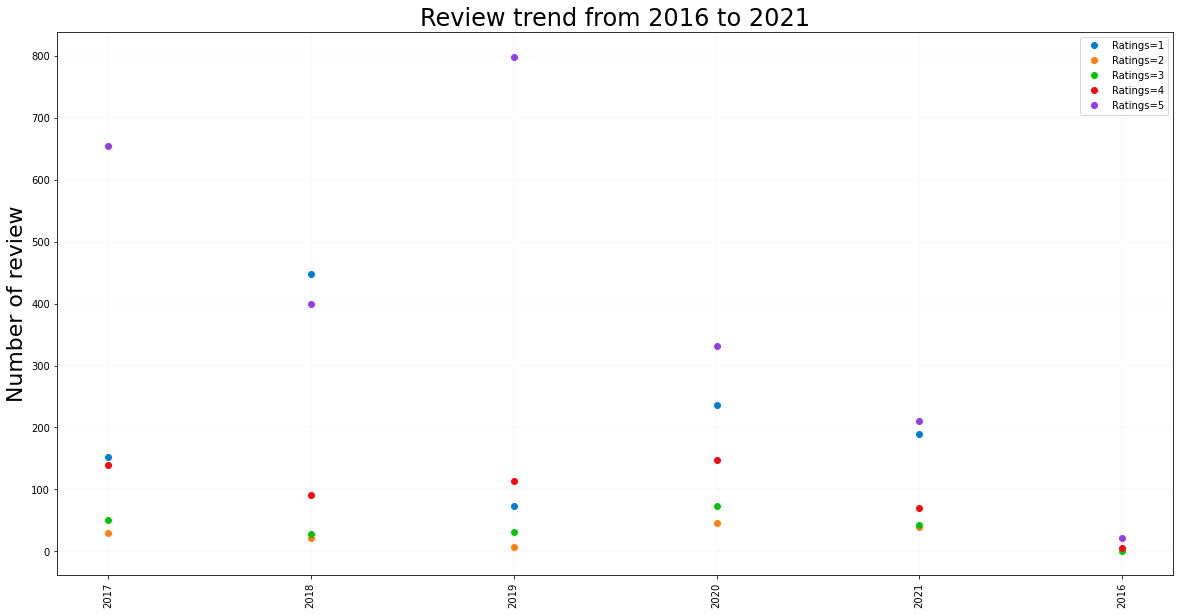 Review trend from 2016 to 2021
Number of review
800
700
600
500
400
300
200
100
0
2017
2018
2019
2020
2021
2016
Ratings=1
Ratings=2
Ratings=3
Ratings=4
Ratings=5